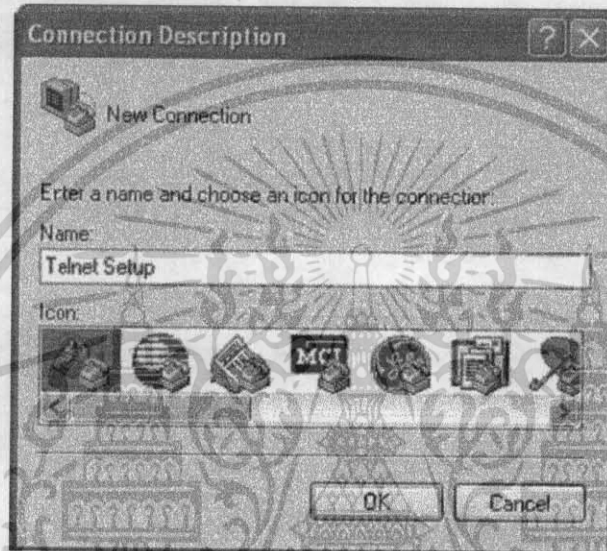 Connection Description
New Connection
Enter a name and choose an icon for the connection:
Name:
Telnet Setup
Icon:
MCI
OK
Cancel